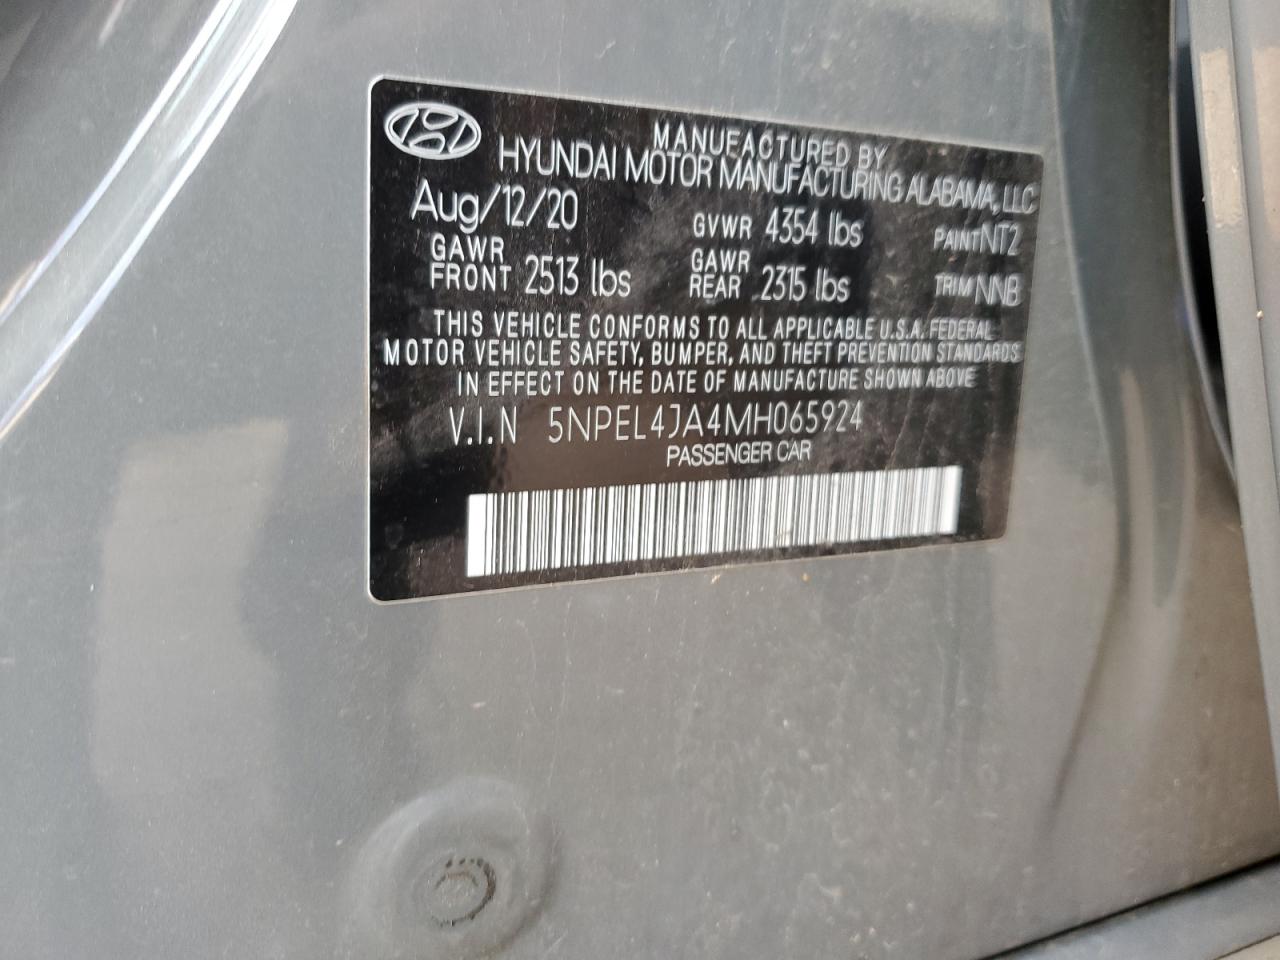 MANUFACTURED BY
HYUNDAI MOTOR MANUFACTURING ALABAMA, LLC
Aug/12/20 GVWR 4354 lbs PAINT NT2
GAWR FRONT 2513 lbs GAWR REAR 2315 lbs TRIM NNB
THIS VEHICLE CONFORMS TO ALL APPLICABLE U.S.A. FEDERAL
MOTOR VEHICLE SAFETY, BUMPER, AND THEFT PREVENTION STANDARDS
IN EFFECT ON THE DATE OF MANUFACTURE SHOWN ABOVE
V.I.N 5NPEL4JA4MH065924
PASSENGER CAR